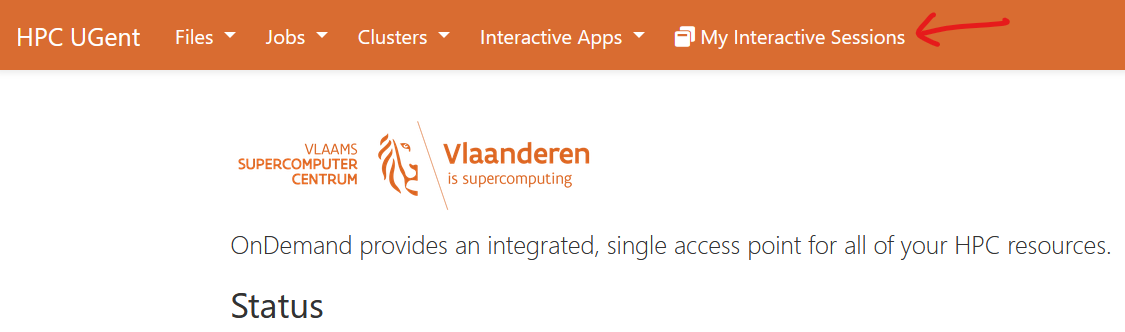 HPC UGent Files Jobs Clusters Interactive Apps My Interactive Sessions
VLAAMS
SUPERCOMPUTER
CENTRUM
Vlaanderen
is supercomputing
OnDemand provides an integrated, single access point for all of your HPC resources.
Status